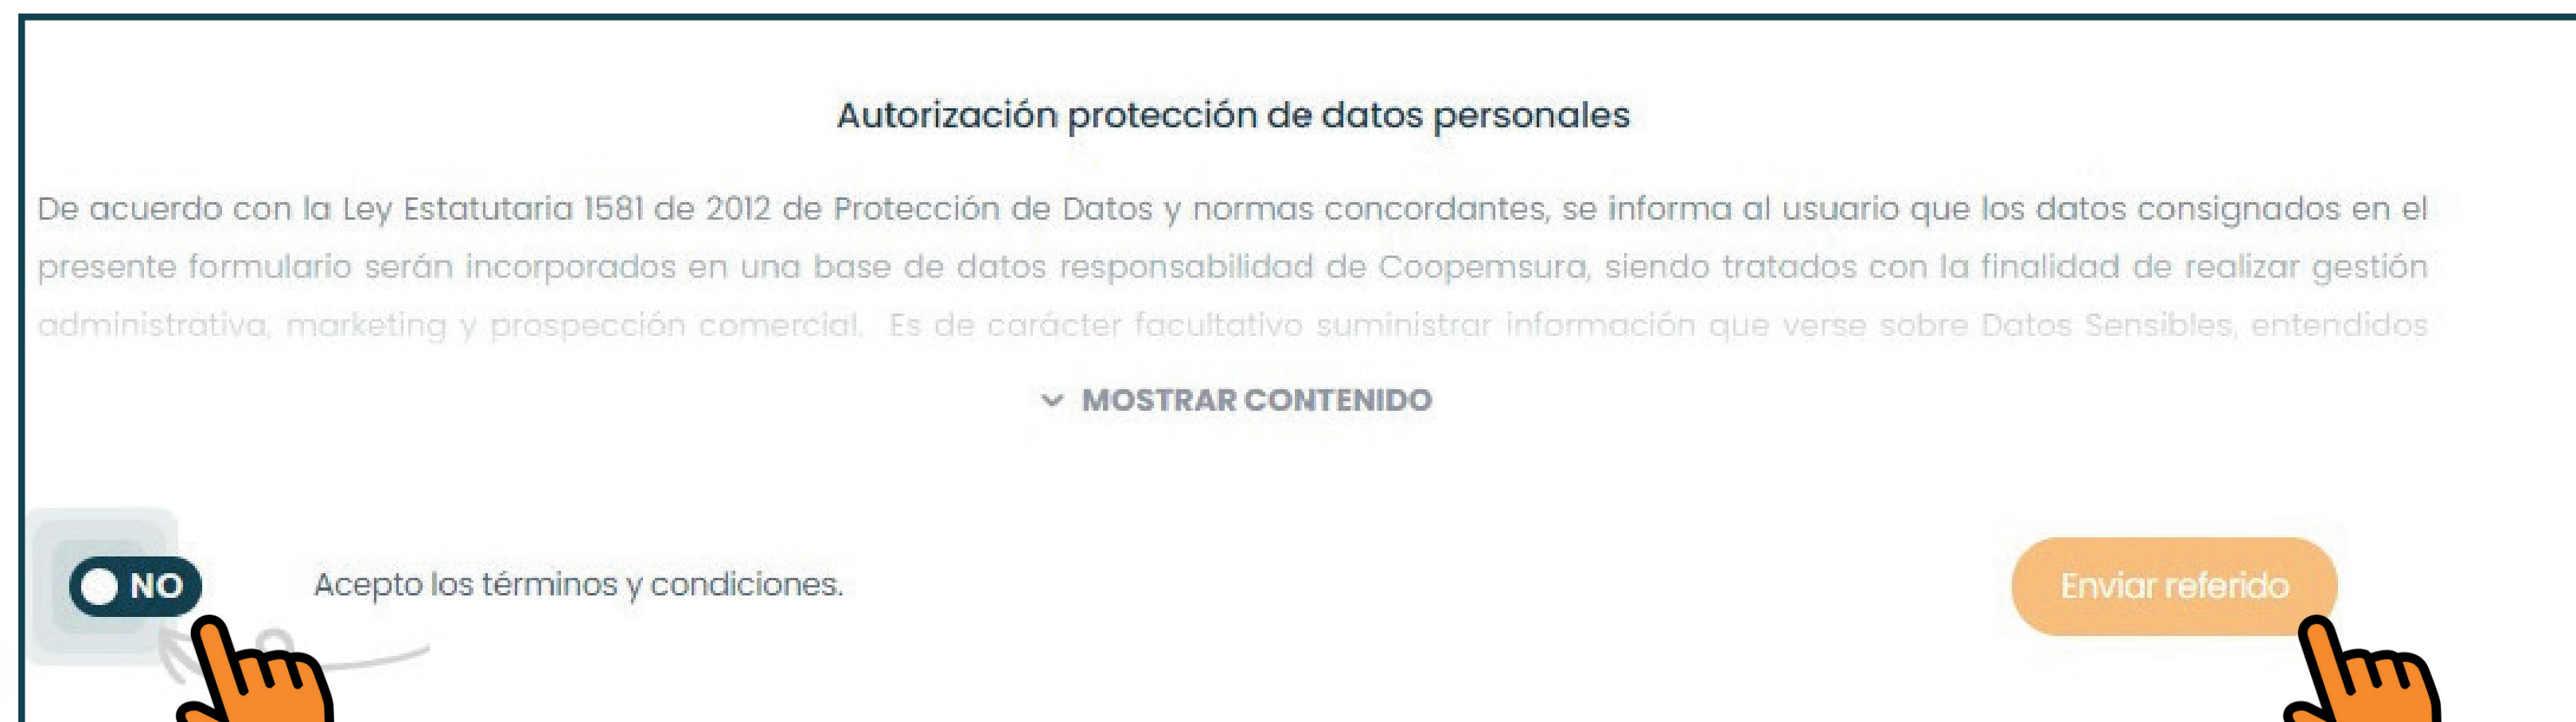 Autorización protección de datos personales
De acuerdo con la Ley Estatutaria 1581 de 2012 de Protección de Datos y normas concordantes, se informa al usuario que los datos consignados en el
presente formulario serán incorporados en una base de datos responsabilidad de Coopemsura, siendo tratados con la finalidad de realizar gestión
administrativa, marketing y prospección comercial. Es de carácter facultativo suministrar información que verse sobre Datos Sensibles, entendidos
MOSTRAR CONTENIDO
NO Acepto los términos y condiciones. Enviar referido